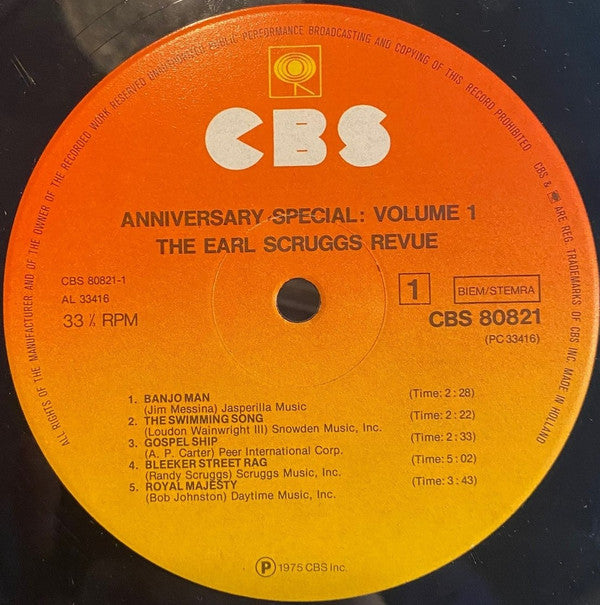 ALL RIGHTS OF THE MANUFACTURER AND OF THE OWNER OF THE RECORDED WORK RESERVED UNAUTHORIZED PUBLIC PERFORMANCE BROADCASTING AND COPYING OF THIS RECORD PROHIBITED. CBS & ARE REG. TRADEMARKS OF CBS INC. MADE IN HOLLAND
CBS
ANNIVERSARY SPECIAL: VOLUME 1
THE EARL SCRUGGS REVUE
CBS 80821-1
AL 33416
33 ⅓ RPM
1
BIEM/STEMRA
CBS 80821
(PC 33416)
1. BANJO MAN (Time: 2 : 28)
(Jim Messina) Jasperilla Music
2. THE SWIMMING SONG (Time: 2 : 22)
(Loudon Wainwright III) Snowden Music, Inc.
3. GOSPEL SHIP (Time: 2 : 33)
(A. P. Carter) Peer International Corp.
4. BLEEKER STREET RAG (Time: 5 : 02)
(Randy Scruggs) Scruggs Music, Inc.
5. ROYAL MAJESTY (Time: 3 : 43)
(Bob Johnston) Daytime Music, Inc.
Ⓟ 1975 CBS Inc.